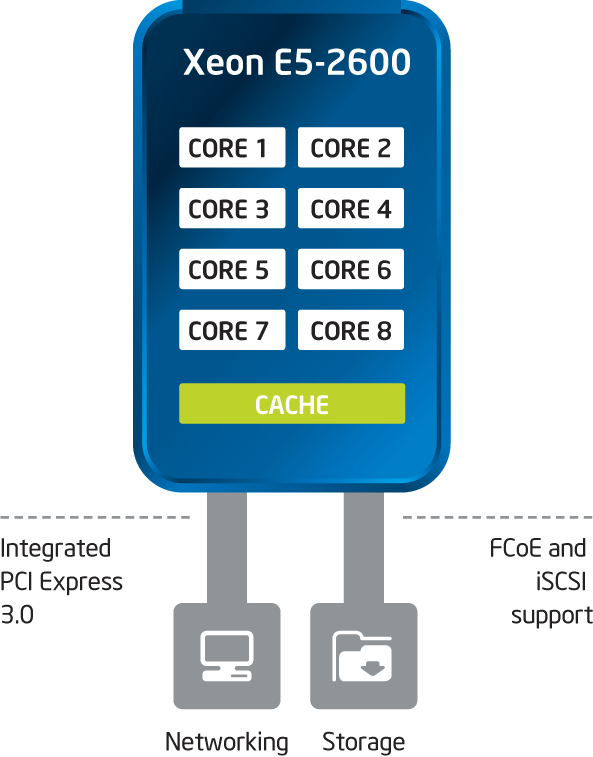 Xeon E5-2600
CORE 1 CORE 2
CORE 3 CORE 4
CORE 5 CORE 6
CORE 7 CORE 8
CACHE
Integrated
PCI Express
3.0
FCoE and
iSCSI
support
Networking Storage